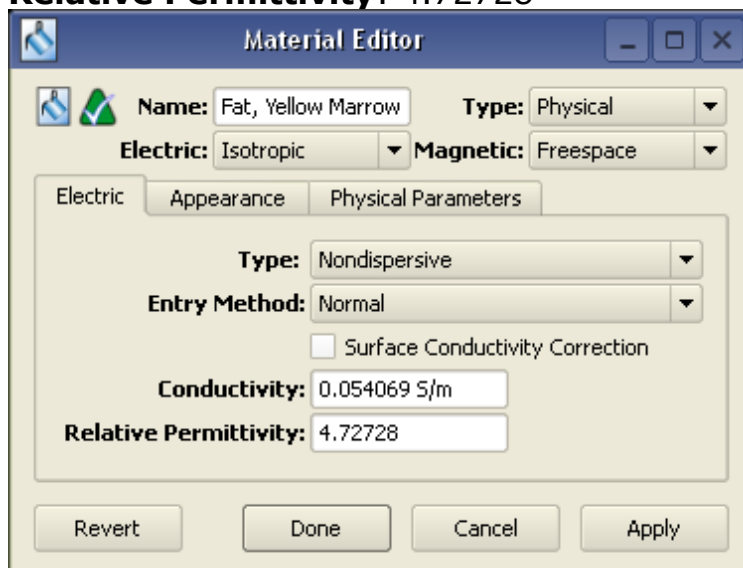 Relative Permittivity: 4.72728
Material Editor
Name: Fat, Yellow Marrow Type: Physical
Electric: Isotropic Magnetic: Freespace
Electric Appearance Physical Parameters
Type: Nondispersive
Entry Method: Normal
Surface Conductivity Correction
Conductivity: 0.054069 S/m
Relative Permittivity: 4.72728
Revert Done Cancel Apply